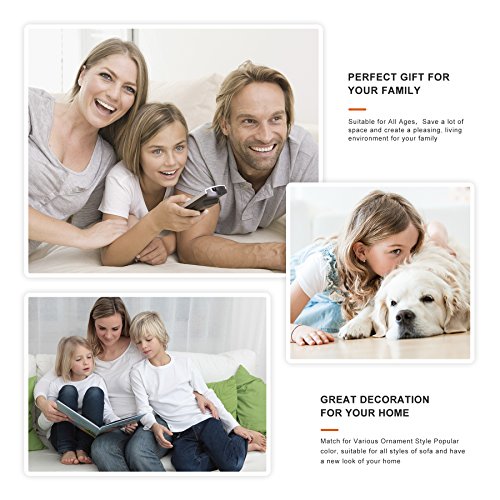 PERFECT GIFT FOR
YOUR FAMILY
Suitable for All Ages,  Save a lot of
space and create a pleasing, living
environment for your family
GREAT DECORATION
FOR YOUR HOME
Match for Various Ornament Style Popular
color, suitable for all styles of sofa and have
a new look of your home